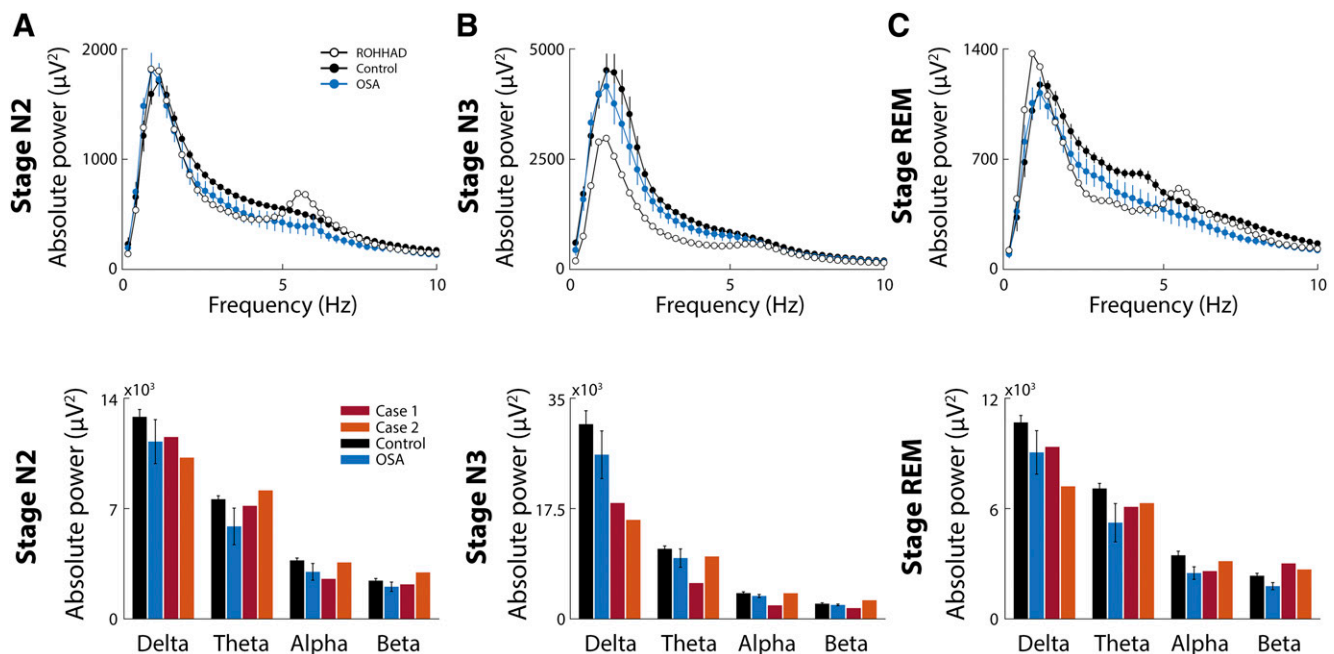 A
Stage N2
Absolute power (µV²)
2000
1000
0
0
5
10
Frequency (Hz)
ROHHAD
Control
OSA
B
Stage N3
Absolute power (µV²)
5000
2500
0
0
5
10
Frequency (Hz)
C
Stage REM
Absolute power (µV²)
1400
700
0
0
5
10
Frequency (Hz)
Stage N2
Absolute power (µV²)
x10³
14
7
0
Delta
Theta
Alpha
Beta
Case 1
Case 2
Control
OSA
Stage N3
Absolute power (µV²)
x10³
35
17.5
0
Delta
Theta
Alpha
Beta
Stage REM
Absolute power (µV²)
x10³
12
6
0
Delta
Theta
Alpha
Beta